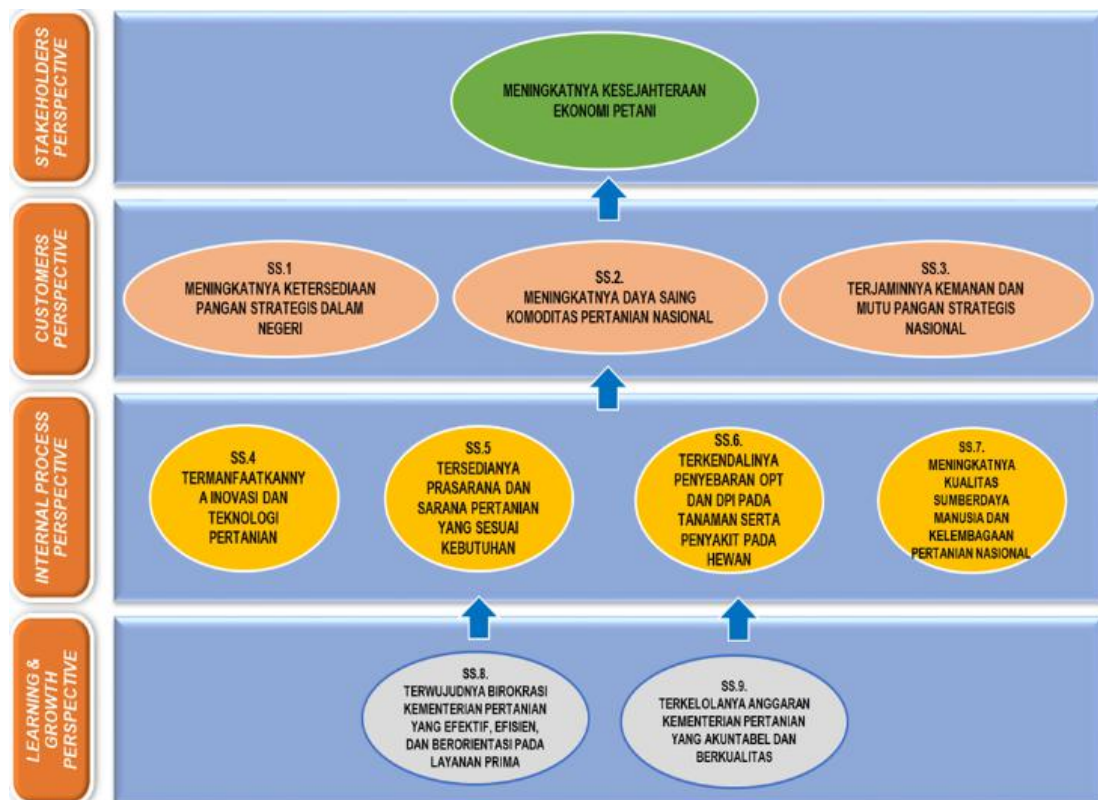 STAKEHOLDERS
PERSPECTIVE
MENINGKATNYA KESEJAHTERAAN
EKONOMI PETANI
CUSTOMERS
PERSPECTIVE
SS.1
MENINGKATNYA KETERSEDIAAN
PANGAN STRATEGIS DALAM
NEGERI
SS.2.
MENINGKATNYA DAYA SAING
KOMODITAS PERTANIAN NASIONAL
SS.3.
TERJAMINNYA KEMANAN DAN
MUTU PANGAN STRATEGIS
NASIONAL
INTERNAL PROCESS
PERSPECTIVE
SS.4
TERMANFAATKANNY
A INOVASI DAN
TEKNOLOGI
PERTANIAN
SS.5
TERSEDIANYA
PRASARANA DAN
SARANA PERTANIAN
YANG SESUAI
KEBUTUHAN
SS.6.
TERKENDALINYA
PENYEBARAN OPT
DAN DPI PADA
TANAMAN SERTA
PENYAKIT PADA
HEWAN
SS.7.
MENINGKATNYA
KUALITAS
SUMBERDAYA
MANUSIA DAN
KELEMBAGAAN
PERTANIAN NASIONAL
LEARNING &
GROWTH
PERSPECTIVE
SS.8.
TERWUJUDNYA BIROKRASI
KEMENTERIAN PERTANIAN
YANG EFEKTIF, EFISIEN,
DAN BERORIENTASI PADA
LAYANAN PRIMA
SS.9.
TERKELOLANYA ANGGARAN
KEMENTERIAN PERTANIAN
YANG AKUNTABEL DAN
BERKUALITAS